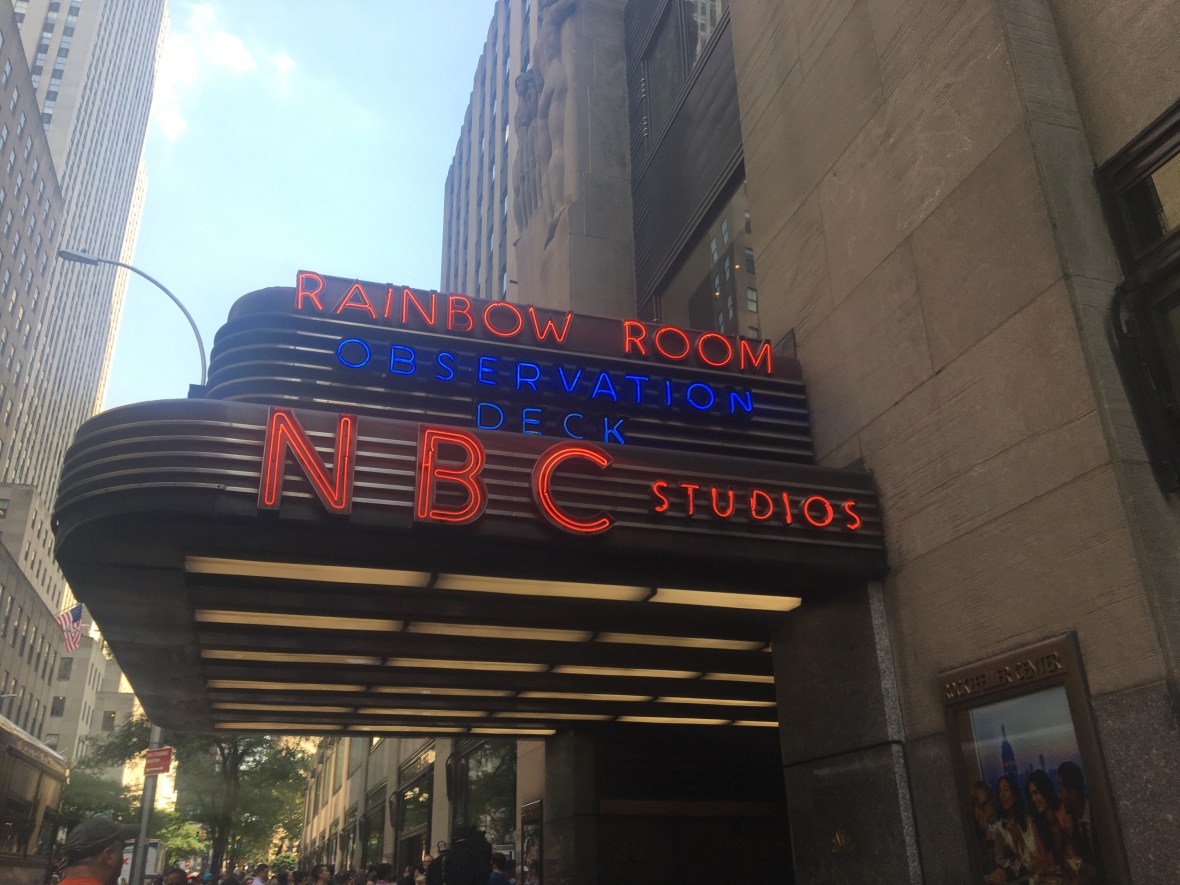 RAINBOW ROOM
OBSERVATION
DECK
NBC STUDIOS
ROCKEFELLER CENTER